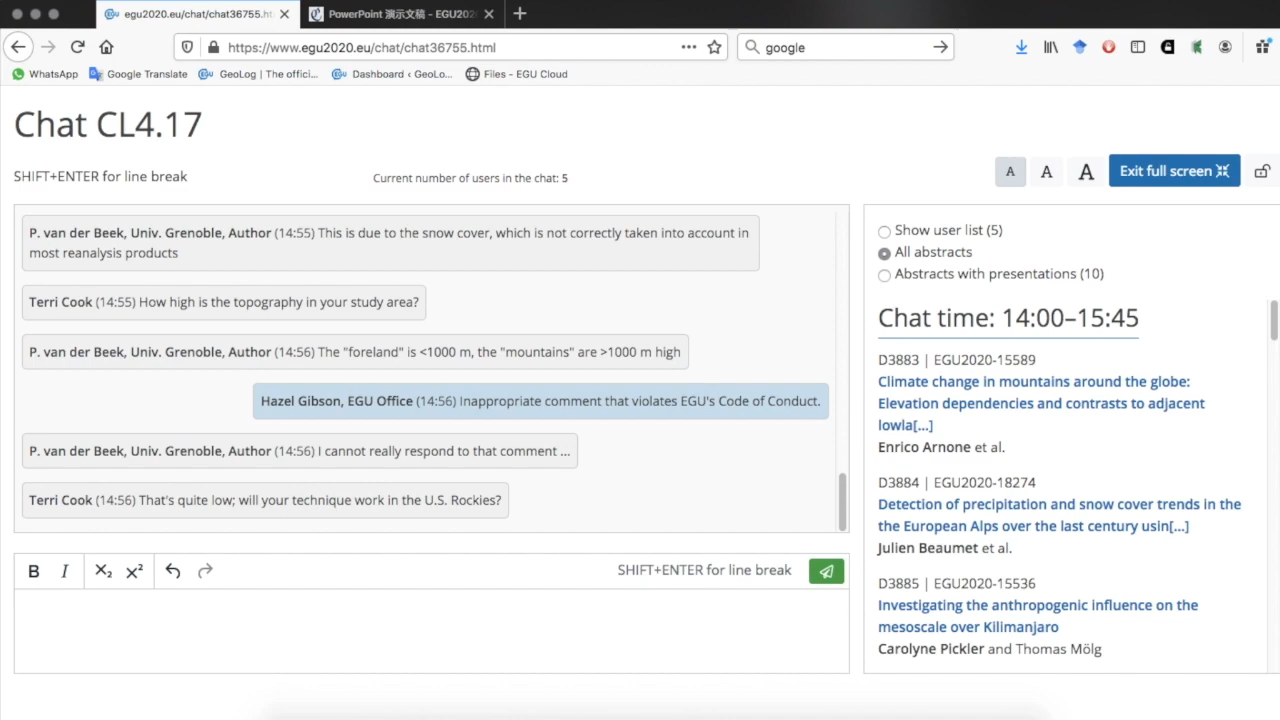 egu2020.eu/chat/chat36755.ht
PowerPoint 演示文稿 - EGU202
https://www.egu2020.eu/chat/chat36755.html
google
WhatsApp
Google Translate
GeoLog | The offici...
Dashboard ‹ GeoLo...
Files - EGU Cloud
Chat CL4.17
SHIFT+ENTER for line break
Current number of users in the chat: 5
A A A
Exit full screen
P. van der Beek, Univ. Grenoble, Author (14:55) This is due to the snow cover, which is not correctly taken into account in
most reanalysis products
Terri Cook (14:55) How high is the topography in your study area?
P. van der Beek, Univ. Grenoble, Author (14:56) The "foreland" is <1000 m, the "mountains" are >1000 m high
Hazel Gibson, EGU Office (14:56) Inappropriate comment that violates EGU's Code of Conduct.
P. van der Beek, Univ. Grenoble, Author (14:56) I cannot really respond to that comment ...
Terri Cook (14:56) That's quite low; will your technique work in the U.S. Rockies?
B I X₂ X²
SHIFT+ENTER for line break
Show user list (5)
All abstracts
Abstracts with presentations (10)
Chat time: 14:00–15:45
D3883 | EGU2020-15589
Climate change in mountains around the globe:
Elevation dependencies and contrasts to adjacent
lowla[...]
Enrico Arnone et al.
D3884 | EGU2020-18274
Detection of precipitation and snow cover trends in the
the European Alps over the last century usin[...]
Julien Beaumet et al.
D3885 | EGU2020-15536
Investigating the anthropogenic influence on the
mesoscale over Kilimanjaro
Carolyne Pickler and Thomas Mölg